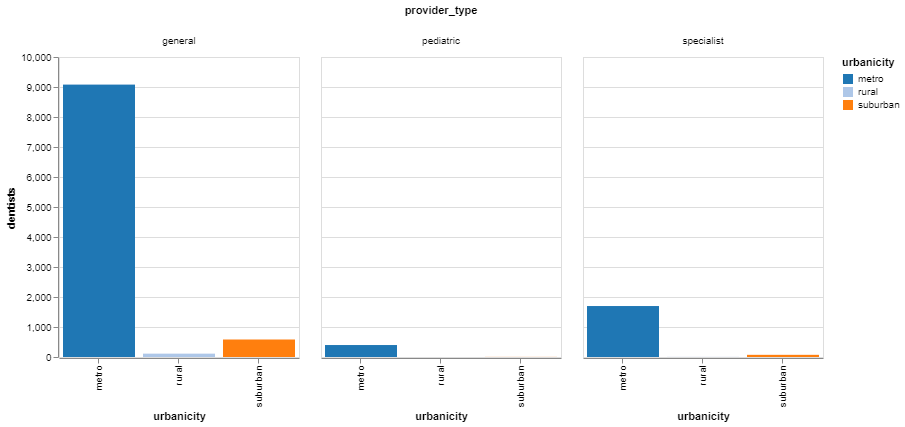 provider_type
general
pediatric
specialist
urbanicity
metro
rural
suburban
dentists
10,000
9,000
8,000
7,000
6,000
5,000
4,000
3,000
2,000
1,000
0
metro
rural
suburban
metro
rural
suburban
metro
rural
suburban
urbanicity
urbanicity
urbanicity